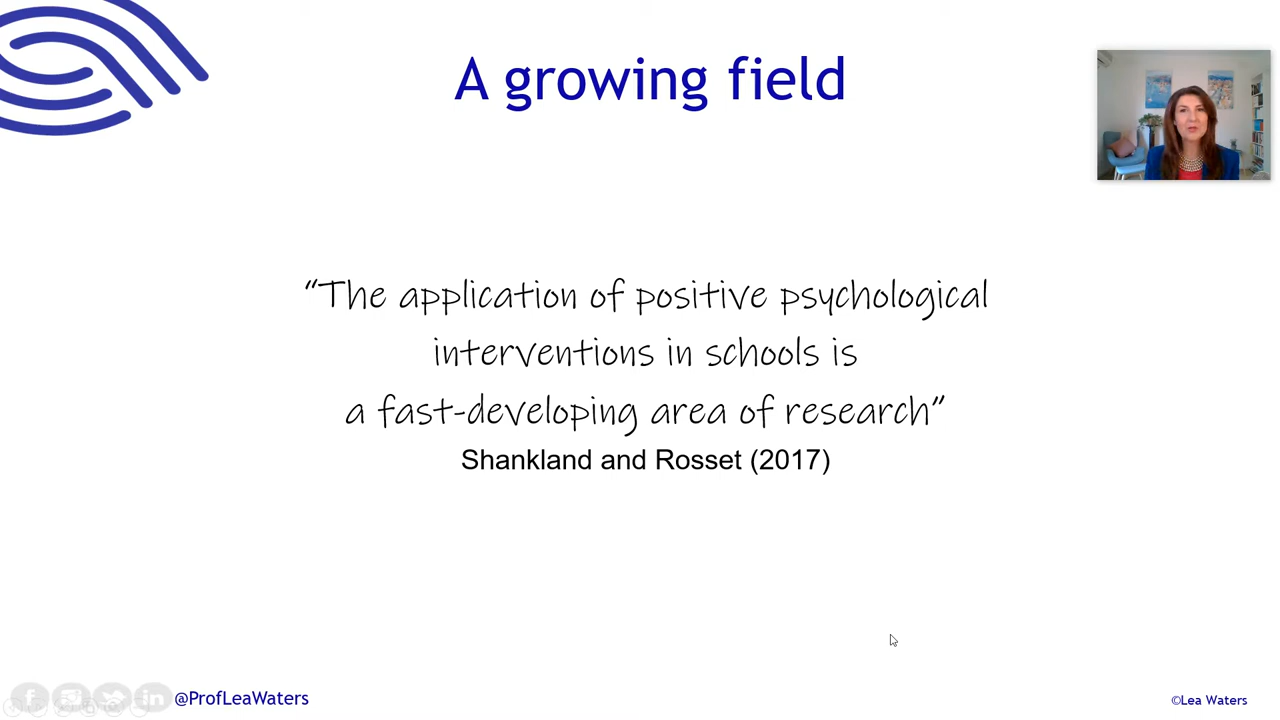 A growing field
“The application of positive psychological
interventions in schools is
a fast-developing area of research”
Shankland and Rosset (2017)
@ProfLeaWaters
©Lea Waters